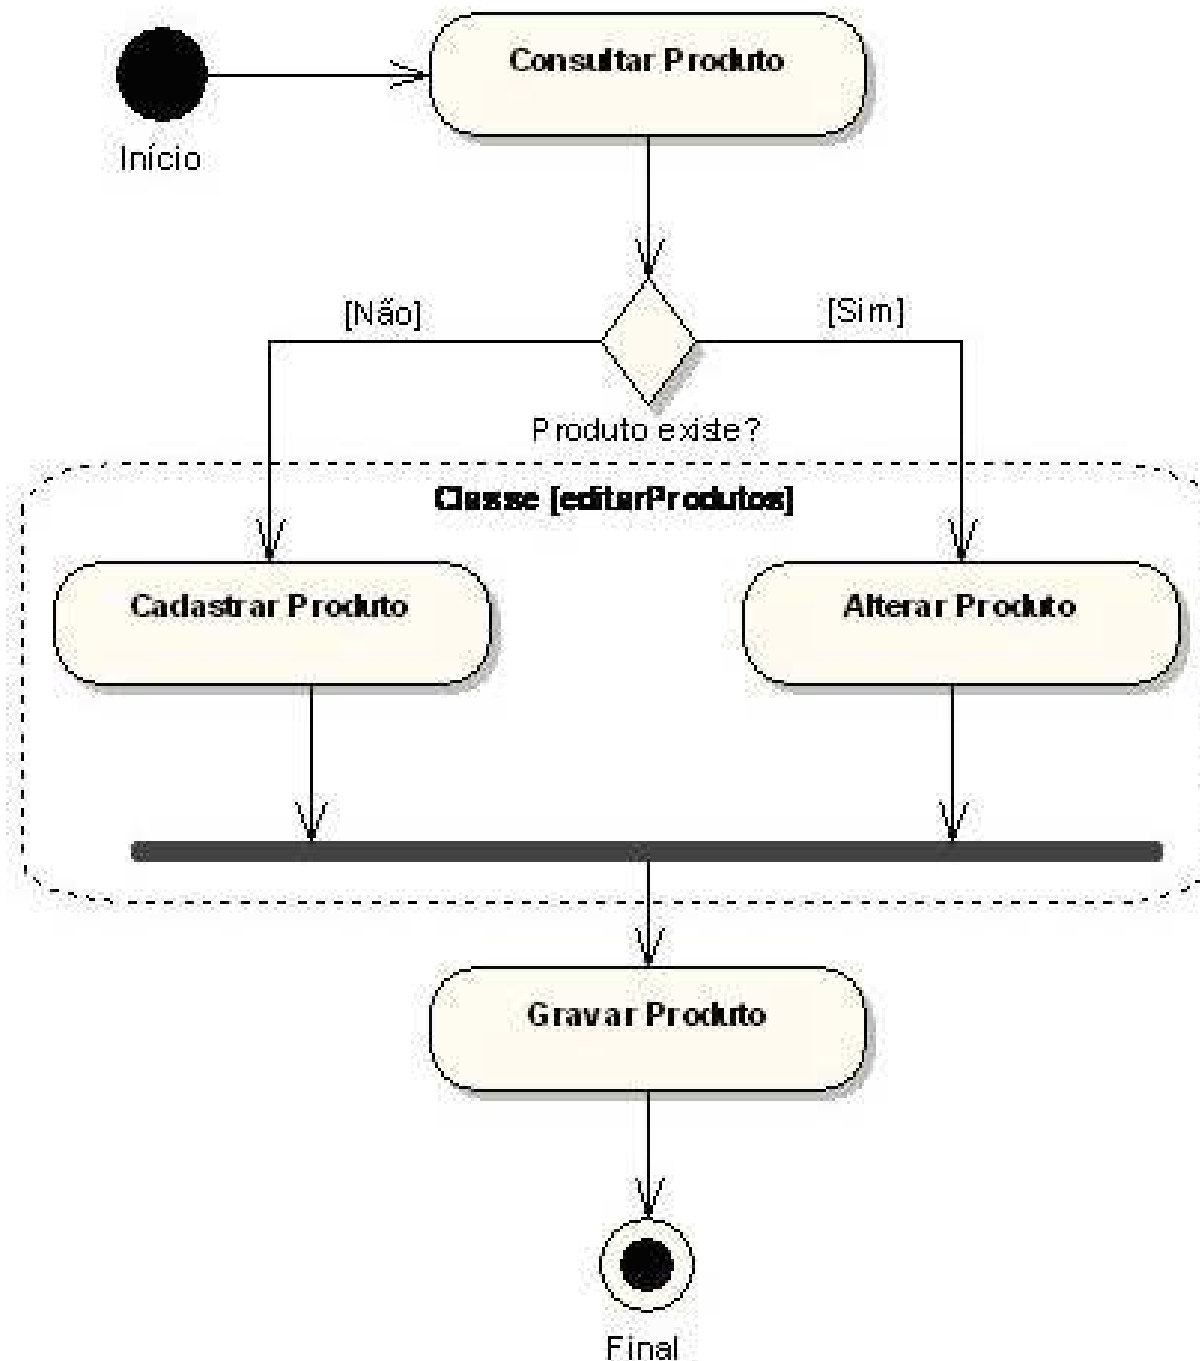 Consultar Produto
Início
[Não]
[Sim]
Produto existe?
Classe [editarProdutos]
Cadastrar Produto
Alterar Produto
Gravar Produto
Final